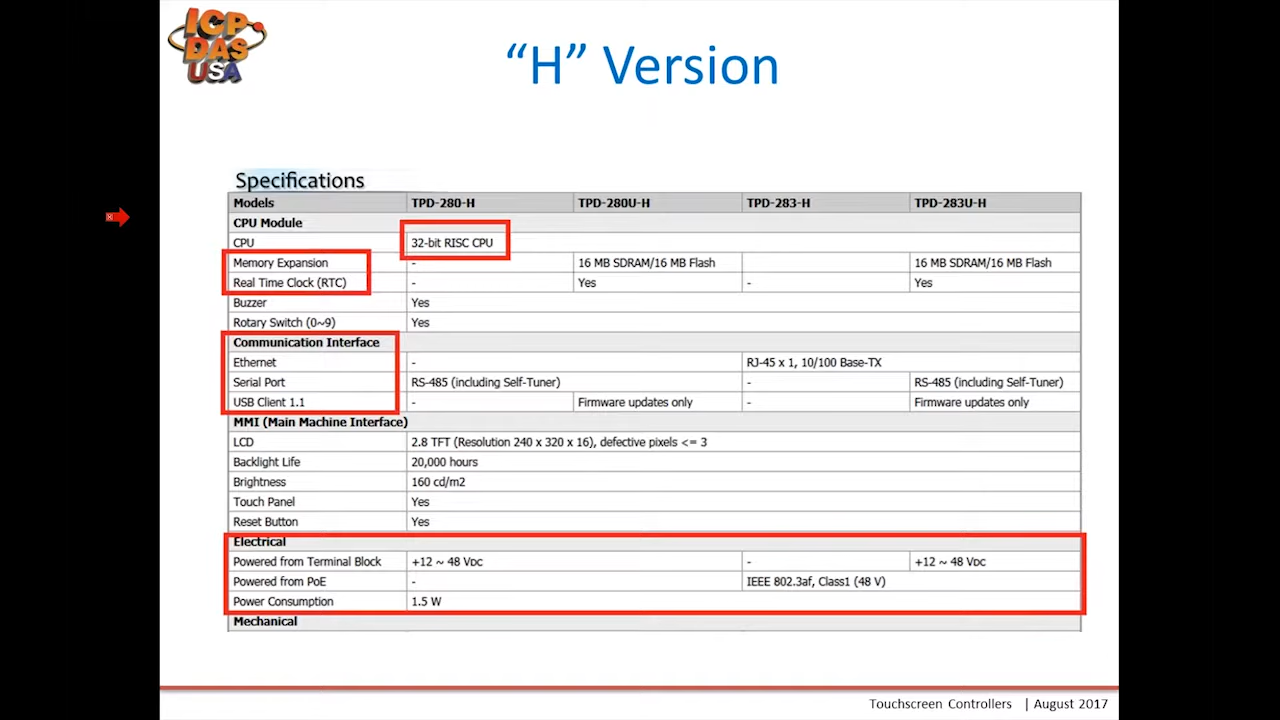 ICP
DAS
USA
“H” Version
Specifications
Models TPD-280-H TPD-280U-H TPD-283-H TPD-283U-H
CPU Module
CPU 32-bit RISC CPU
Memory Expansion - 16 MB SDRAM/16 MB Flash 16 MB SDRAM/16 MB Flash
Real Time Clock (RTC) - Yes - Yes
Buzzer Yes
Rotary Switch (0~9) Yes
Communication Interface
Ethernet - RJ-45 x 1, 10/100 Base-TX
Serial Port RS-485 (including Self-Tuner) - RS-485 (including Self-Tuner)
USB Client 1.1 - Firmware updates only - Firmware updates only
MMI (Main Machine Interface)
LCD 2.8 TFT (Resolution 240 x 320 x 16), defective pixels <= 3
Backlight Life 20,000 hours
Brightness 160 cd/m2
Touch Panel Yes
Reset Button Yes
Electrical
Powered from Terminal Block +12 ~ 48 VDC - +12 ~ 48 VDC
Powered from PoE - IEEE 802.3af, Class1 (48 V)
Power Consumption 1.5 W
Mechanical
Touchscreen Controllers | August 2017